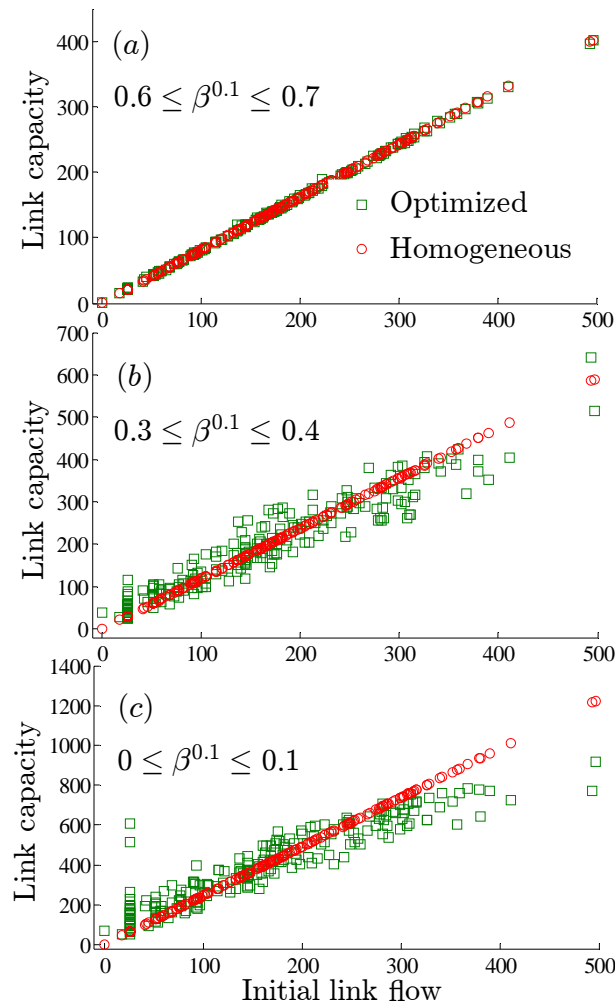 (a)
0.6 ≤ β^0.1 ≤ 0.7
Optimized
Homogeneous
Link capacity
400
300
200
100
0
0 100 200 300 400 500
(b)
0.3 ≤ β^0.1 ≤ 0.4
Link capacity
700
600
500
400
300
200
100
0
0 100 200 300 400 500
(c)
0 ≤ β^0.1 ≤ 0.1
Link capacity
1400
1200
1000
800
600
400
200
0
0 100 200 300 400 500
Initial link flow